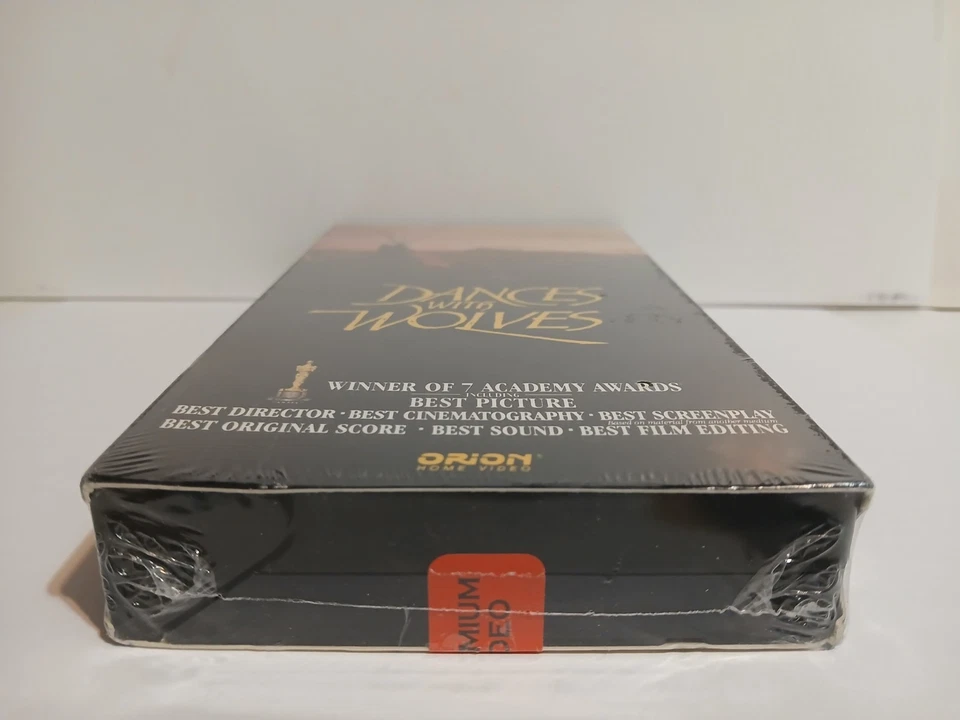 DANCES
WITH
WOLVES
WINNER OF 7 ACADEMY AWARDS
INCLUDING
BEST PICTURE
BEST DIRECTOR · BEST CINEMATOGRAPHY · BEST SCREENPLAY
Based on material from another medium
BEST ORIGINAL SCORE · BEST SOUND · BEST FILM EDITING
ORION
HOME VIDEO
MIUM
DEO